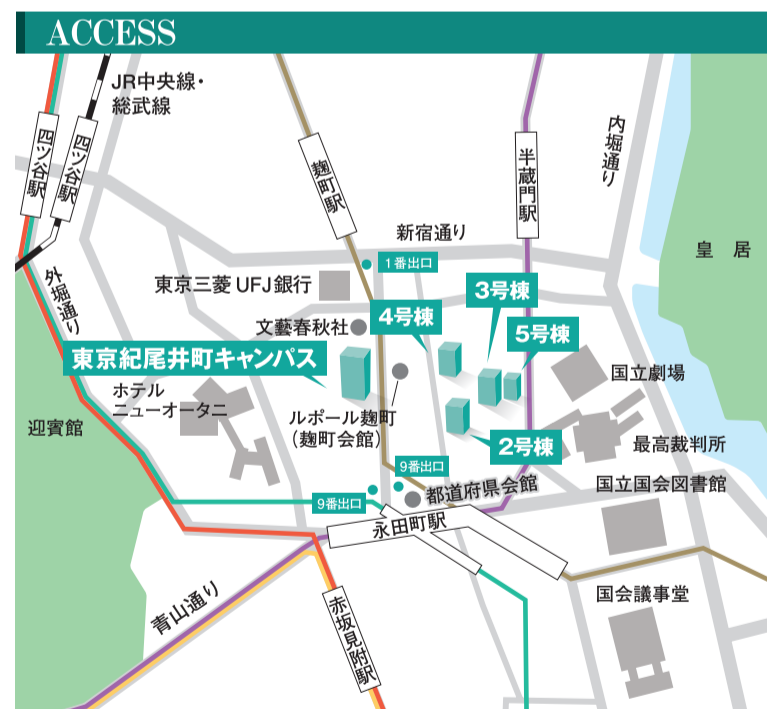 ACCESS
JR中央線・
総武線
四ツ谷駅
四ツ谷駅
麹町駅
半蔵門駅
内堀通り
新宿通り
皇 居
1番出口
外堀通り
東京三菱UFJ銀行
3号棟
4号棟
文藝春秋社
5号棟
東京紀尾井町キャンパス
国立劇場
ホテル
ニューオータニ
ルポール麹町
(麹町会館)
迎賓館
2号棟
最高裁判所
9番出口
国立国会図書館
都道府県会館
9番出口
永田町駅
青山通り
赤坂見附駅
国会議事堂